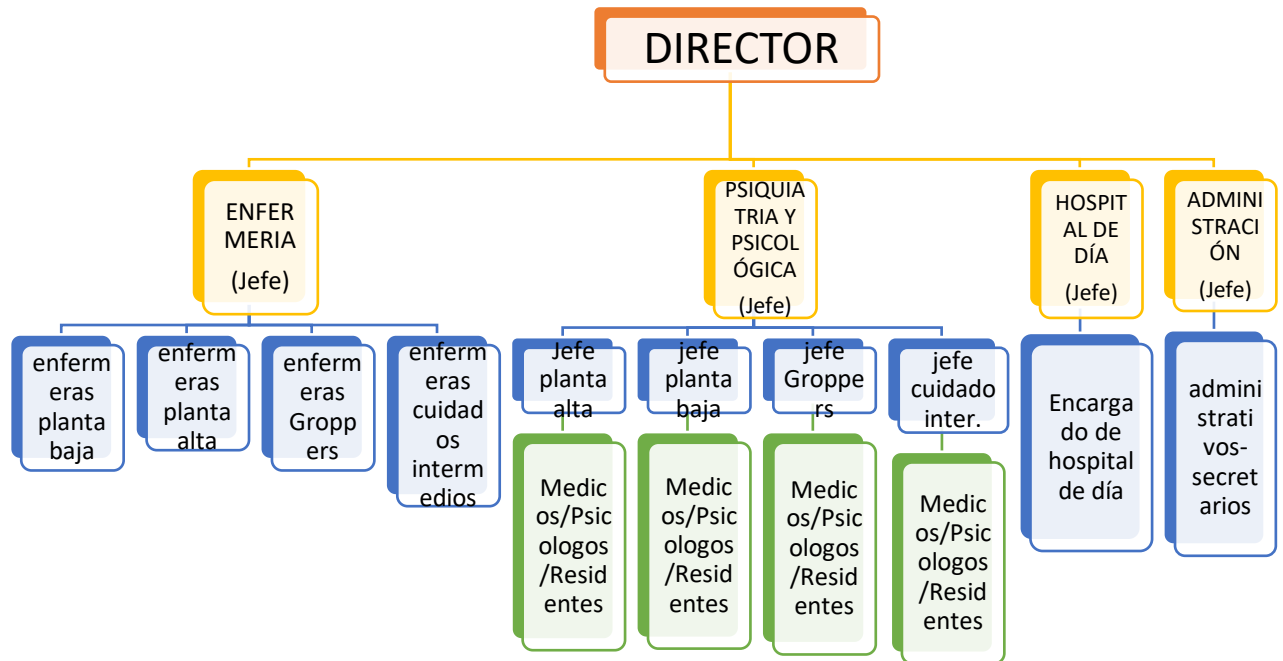 DIRECTOR
ENFER
MERIA
(Jefe)
PSIQUIA
TRIA Y
PSICOL
ÓGICA
(Jefe)
HOSPIT
AL DE
DÍA
(Jefe)
ADMINI
STRACI
ÓN
(Jefe)
enferm
eras
planta
baja
enferm
eras
planta
alta
enferm
eras
Gropp
ers
enferm
eras
cuidad
os
interm
edios
Jefe
planta
alta
jefe
planta
baja
jefe
Groppe
rs
jefe
cuidado
inter.
Encarga
do de
hospital
de día
admini
strati
vos-
secret
arios
Medic
os/Psic
ologos
/Resid
entes
Medic
os/Psic
ologos
/Resid
entes
Medic
os/Psic
ologos
/Resid
entes
Medic
os/Psic
ologos
/Resid
entes